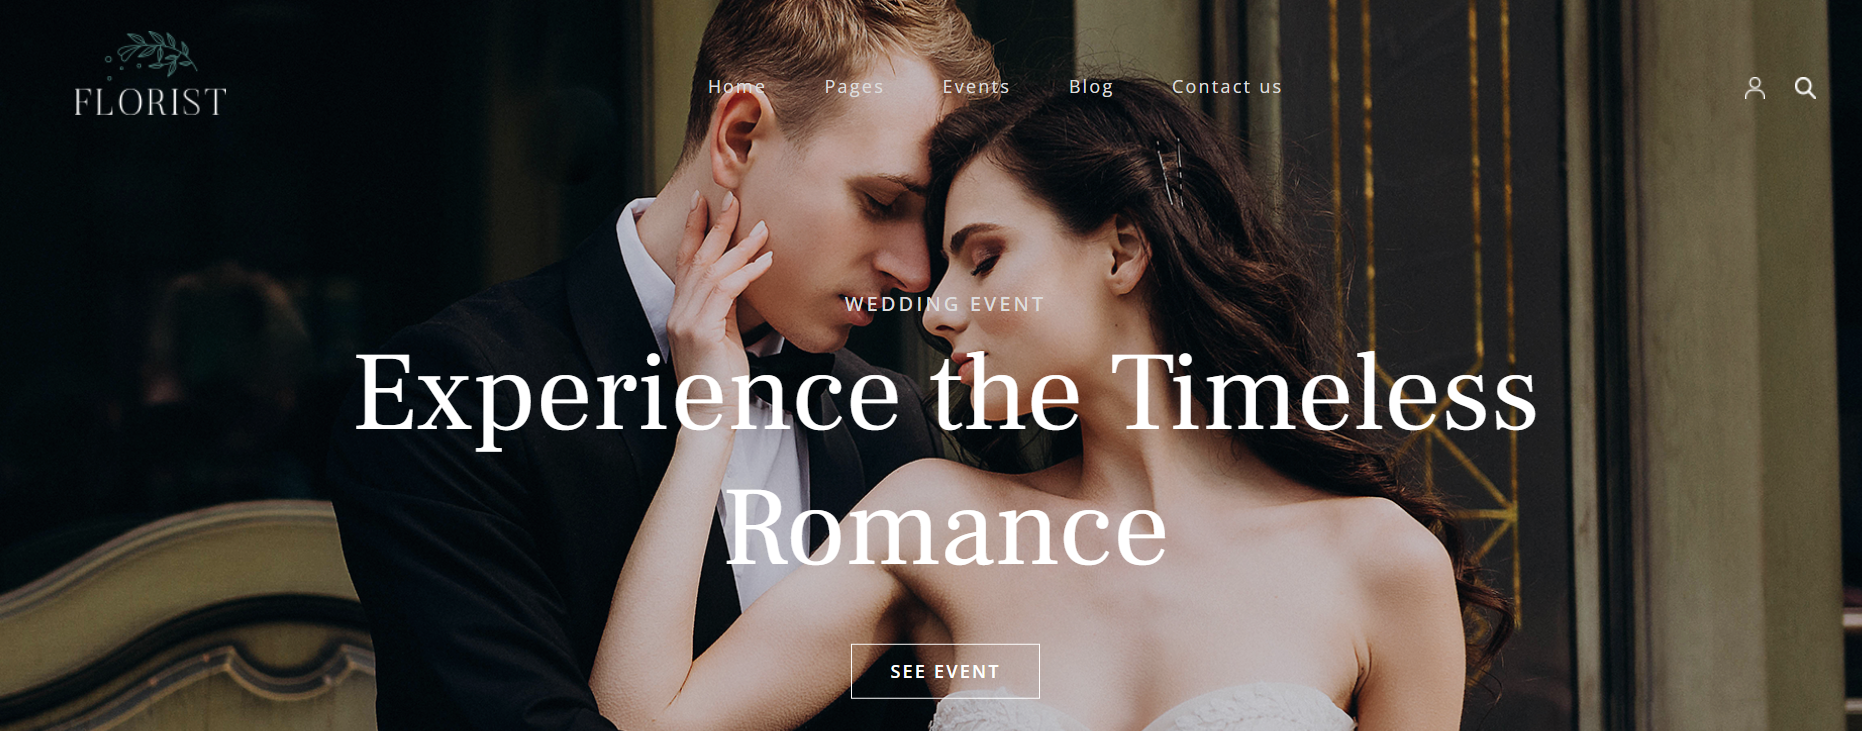 FLORIST
Home Pages Events Blog Contact us
WEDDING EVENT
Experience the Timeless
Romance
SEE EVENT